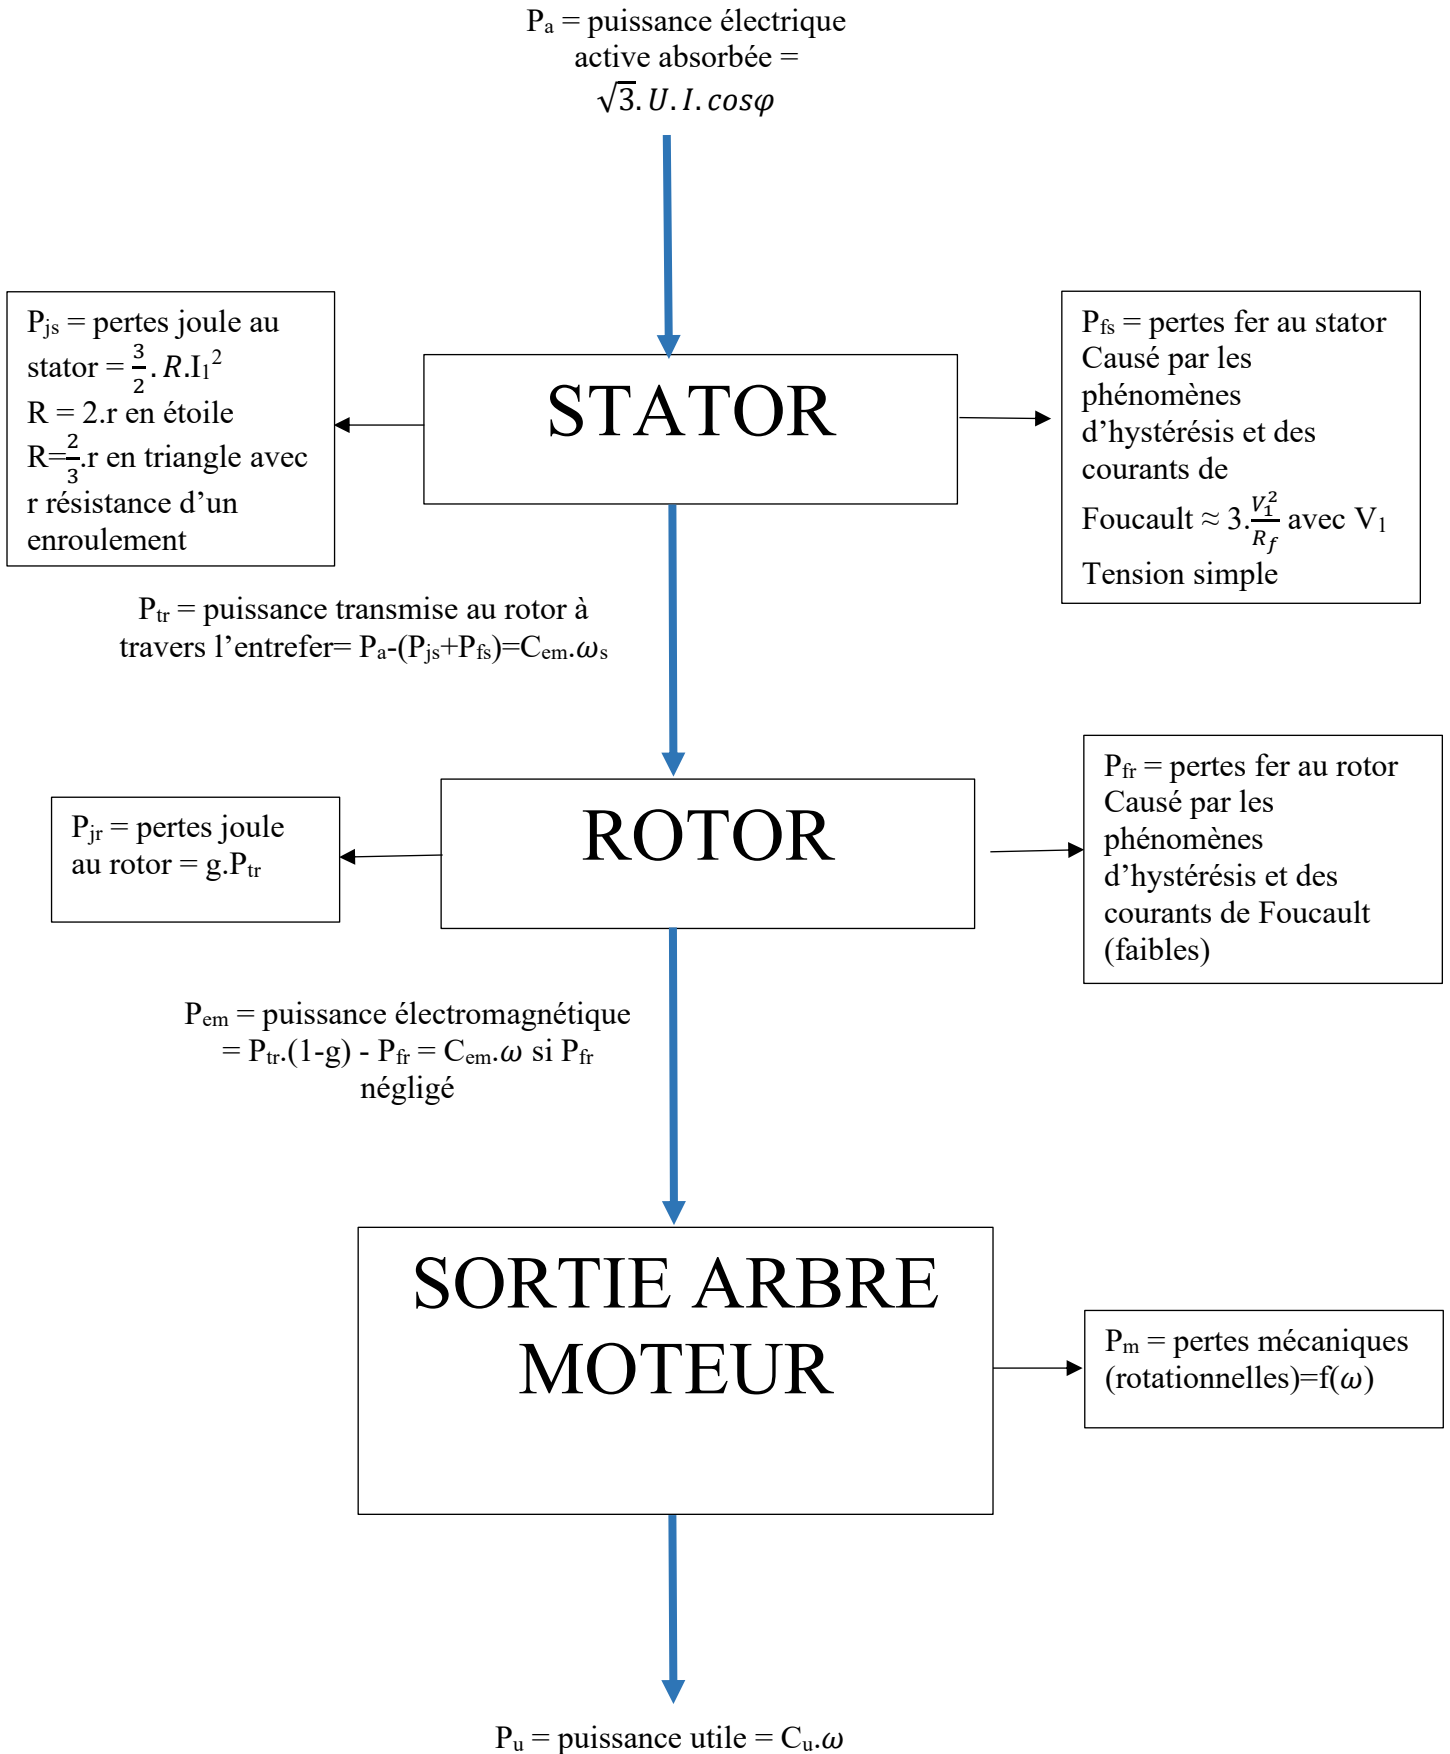 Pa = puissance électrique
active absorbée =
√3. U. I. cosφ
Pjs = pertes joule au
stator = 3/2 . R.I1²
R = 2.r en étoile
R=2/3.r en triangle avec
r résistance d’un
enroulement
STATOR
Pfs = pertes fer au stator
Causé par les
phénomènes
d’hystérésis et des
courants de
Foucault ≈ 3.V1²/Rf avec V1
Tension simple
Ptr = puissance transmise au rotor à
travers l’entrefer= Pa-(Pjs+Pfs)=Cem.ωs
Pjr = pertes joule
au rotor = g.Ptr
ROTOR
Pfr = pertes fer au rotor
Causé par les
phénomènes
d’hystérésis et des
courants de Foucault
(faibles)
Pem = puissance électromagnétique
= Ptr.(1-g) - Pfr = Cem.ω si Pfr
négligé
SORTIE ARBRE
MOTEUR
Pm = pertes mécaniques
(rotationnelles)=f(ω)
Pu = puissance utile = Cu.ω